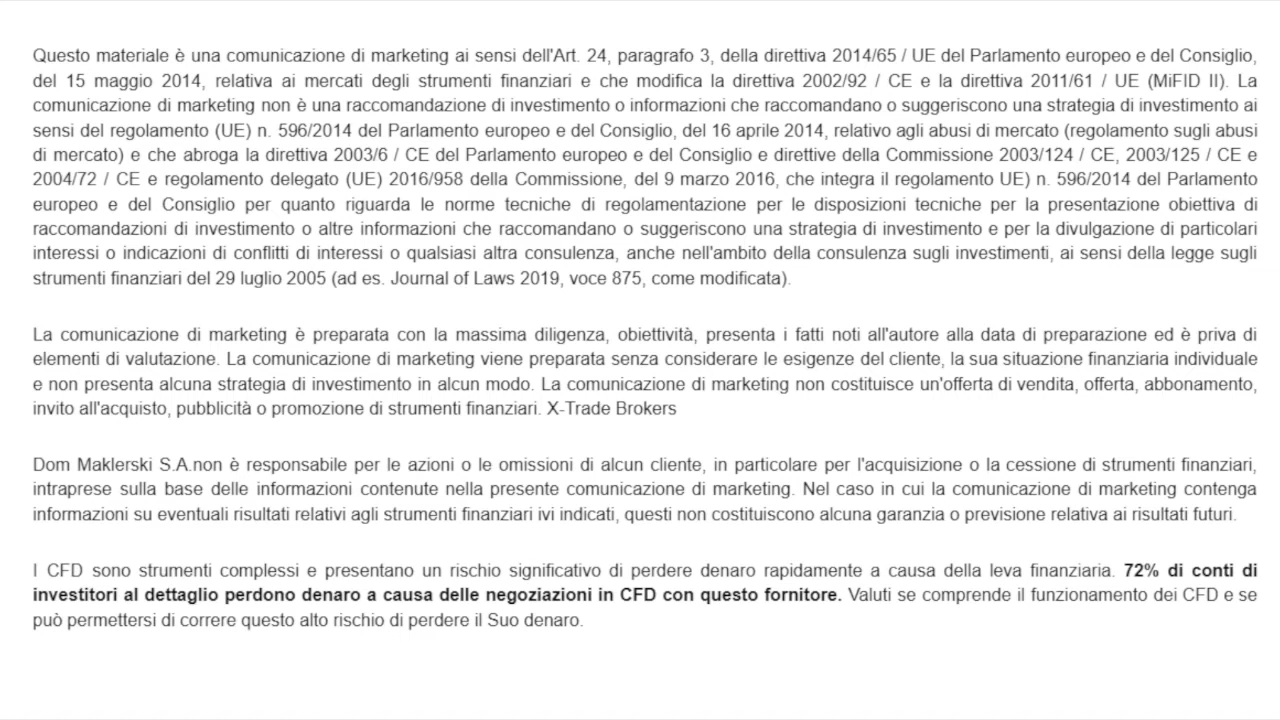 Questo materiale è una comunicazione di marketing ai sensi dell'Art. 24, paragrafo 3, della direttiva 2014/65 / UE del Parlamento europeo e del Consiglio,
del 15 maggio 2014, relativa ai mercati degli strumenti finanziari e che modifica la direttiva 2002/92 / CE e la direttiva 2011/61 / UE (MiFID II). La
comunicazione di marketing non è una raccomandazione di investimento o informazioni che raccomandano o suggeriscono una strategia di investimento ai
sensi del regolamento (UE) n. 596/2014 del Parlamento europeo e del Consiglio, del 16 aprile 2014, relativo agli abusi di mercato (regolamento sugli abusi
di mercato) e che abroga la direttiva 2003/6 / CE del Parlamento europeo e del Consiglio e direttive della Commissione 2003/124 / CE, 2003/125 / CE e
2004/72 / CE e regolamento delegato (UE) 2016/958 della Commissione, del 9 marzo 2016, che integra il regolamento UE) n. 596/2014 del Parlamento
europeo e del Consiglio per quanto riguarda le norme tecniche di regolamentazione per le disposizioni tecniche per la presentazione obiettiva di
raccomandazioni di investimento o altre informazioni che raccomandano o suggeriscono una strategia di investimento e per la divulgazione di particolari
interessi o indicazioni di conflitti di interessi o qualsiasi altra consulenza, anche nell'ambito della consulenza sugli investimenti, ai sensi della legge sugli
strumenti finanziari del 29 luglio 2005 (ad es. Journal of Laws 2019, voce 875, come modificata).
La comunicazione di marketing è preparata con la massima diligenza, obiettività, presenta i fatti noti all'autore alla data di preparazione ed è priva di
elementi di valutazione. La comunicazione di marketing viene preparata senza considerare le esigenze del cliente, la sua situazione finanziaria individuale
e non presenta alcuna strategia di investimento in alcun modo. La comunicazione di marketing non costituisce un'offerta di vendita, offerta, abbonamento,
invito all'acquisto, pubblicità o promozione di strumenti finanziari. X-Trade Brokers
Dom Maklerski S.A.non è responsabile per le azioni o le omissioni di alcun cliente, in particolare per l'acquisizione o la cessione di strumenti finanziari,
intraprese sulla base delle informazioni contenute nella presente comunicazione di marketing. Nel caso in cui la comunicazione di marketing contenga
informazioni su eventuali risultati relativi agli strumenti finanziari ivi indicati, questi non costituiscono alcuna garanzia o previsione relativa ai risultati futuri.
I CFD sono strumenti complessi e presentano un rischio significativo di perdere denaro rapidamente a causa della leva finanziaria. 72% di conti di
investitori al dettaglio perdono denaro a causa delle negoziazioni in CFD con questo fornitore. Valuti se comprende il funzionamento dei CFD e se
può permettersi di correre questo alto rischio di perdere il Suo denaro.